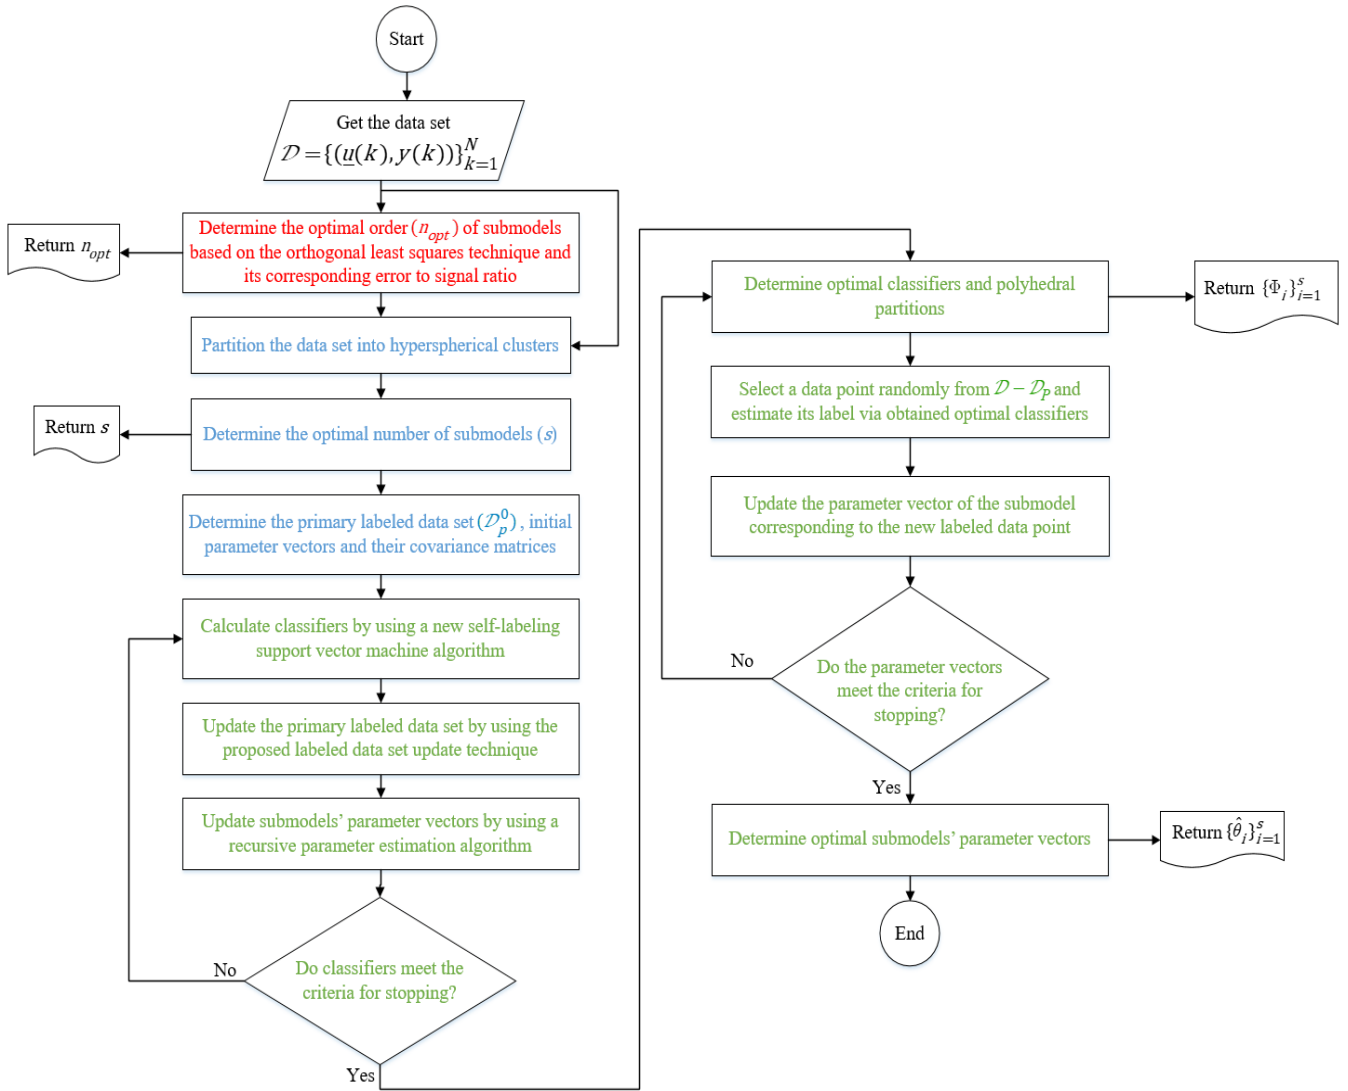 Start
Get the data set
𝒟 = {(u(k), y(k))}_{k=1}^{N}
Determine the optimal order (n_{opt}) of submodels
based on the orthogonal least squares technique and
its corresponding error to signal ratio
Return n_{opt}
Partition the data set into hyperspherical clusters
Determine the optimal number of submodels (s)
Return s
Determine the primary labeled data set (𝒟_p^0), initial
parameter vectors and their covariance matrices
Calculate classifiers by using a new self-labeling
support vector machine algorithm
Update the primary labeled data set by using the
proposed labeled data set update technique
Update submodels’ parameter vectors by using a
recursive parameter estimation algorithm
Do classifiers meet the
criteria for stopping?
No
Yes
Determine optimal classifiers and polyhedral
partitions
Return {Φ_i}_{i=1}^{s}
Select a data point randomly from 𝒟 − 𝒟_p and
estimate its label via obtained optimal classifiers
Update the parameter vector of the submodel
corresponding to the new labeled data point
Do the parameter vectors
meet the criteria for
stopping?
No
Yes
Determine optimal submodels’ parameter vectors
Return {θ̂_i}_{i=1}^{s}
End